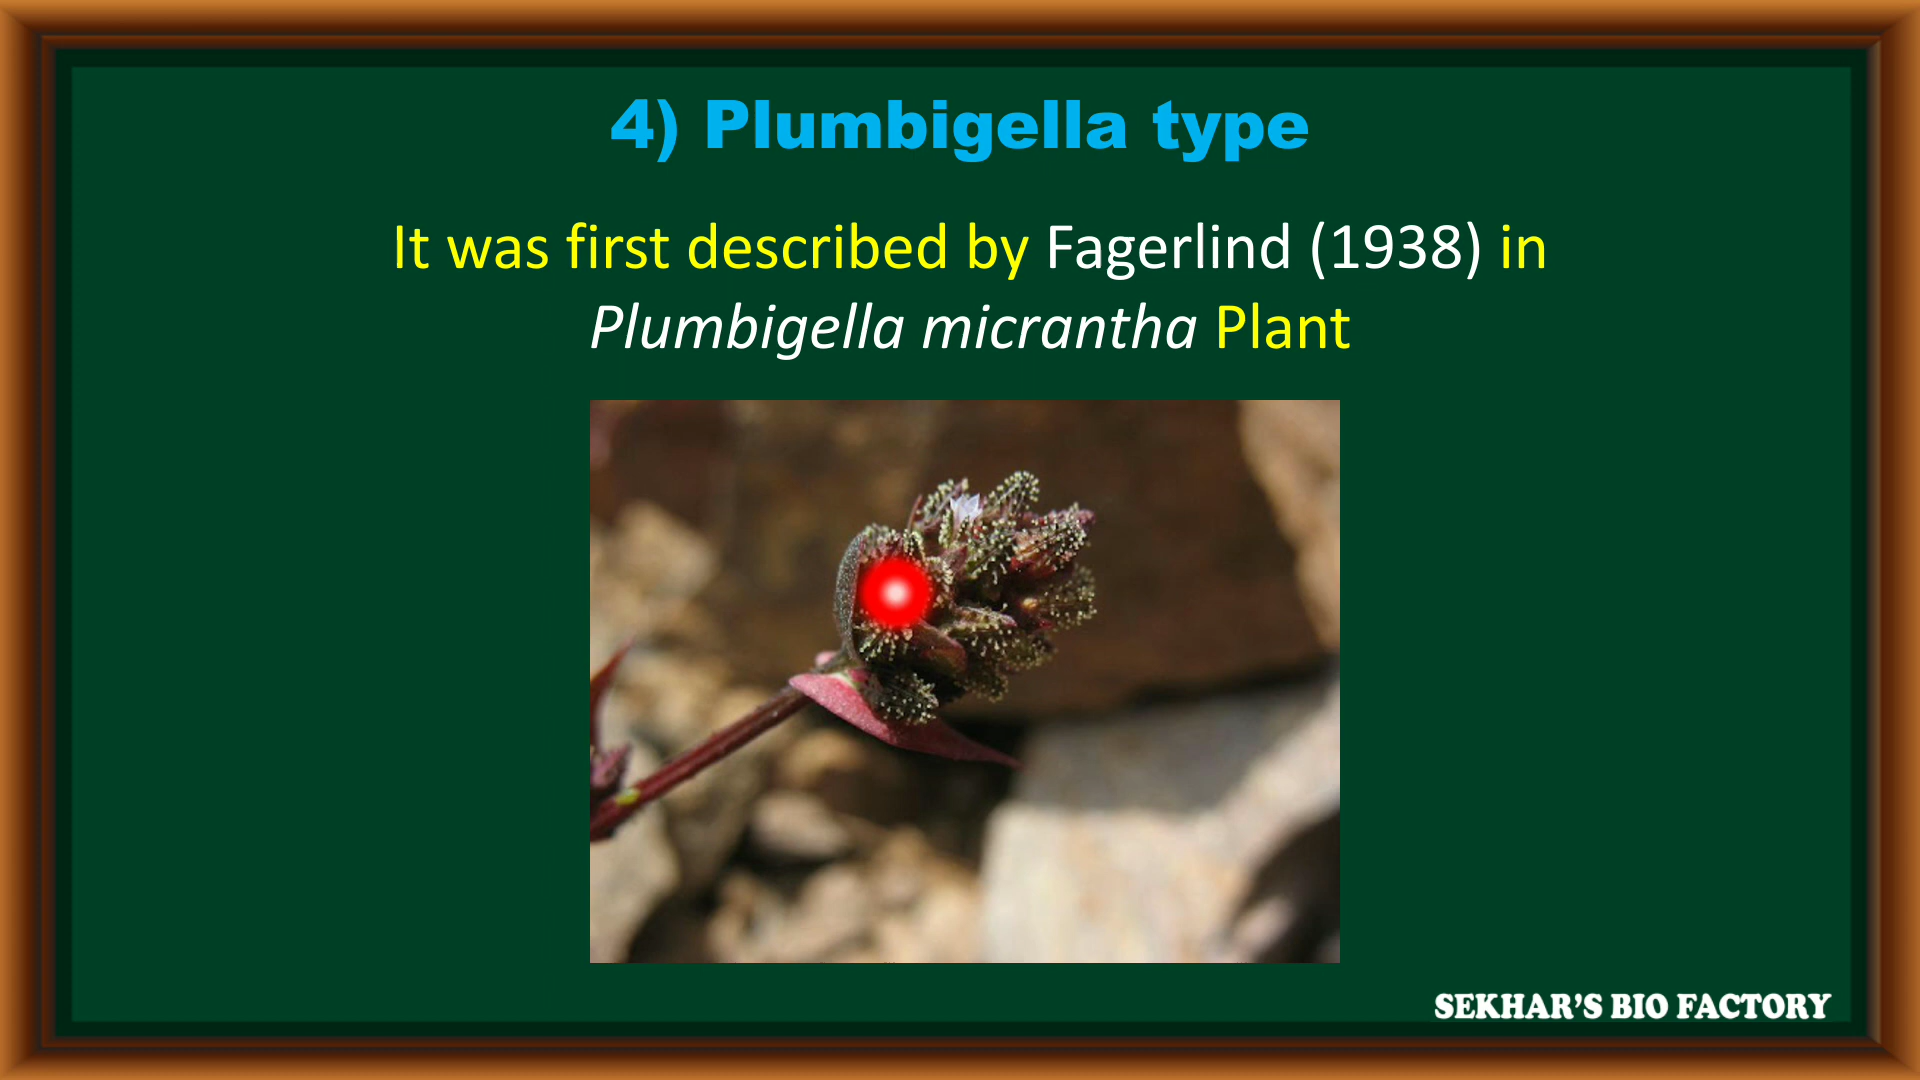 4) Plumbigella type
It was first described by Fagerlind (1938) in
Plumbigella micrantha Plant
SEKHAR'S BIO FACTORY